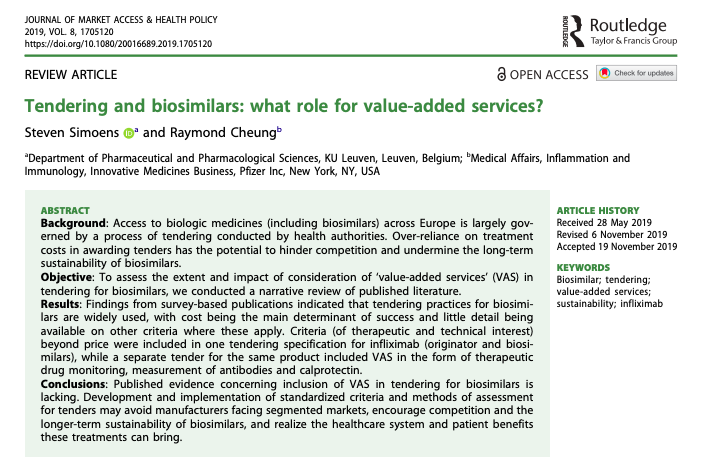 JOURNAL OF MARKET ACCESS & HEALTH POLICY
2019, VOL. 8, 1705120
https://doi.org/10.1080/20016689.2019.1705120
ROUTLEDGE
Routledge
Taylor & Francis Group
REVIEW ARTICLE
OPEN ACCESS
Check for updates
Tendering and biosimilars: what role for value-added services?
Steven Simoens iD a and Raymond Cheung b
aDepartment of Pharmaceutical and Pharmacological Sciences, KU Leuven, Leuven, Belgium; bMedical Affairs, Inflammation and
Immunology, Innovative Medicines Business, Pfizer Inc, New York, NY, USA
ABSTRACT
Background: Access to biologic medicines (including biosimilars) across Europe is largely gov-
erned by a process of tendering conducted by health authorities. Over-reliance on treatment
costs in awarding tenders has the potential to hinder competition and undermine the long-term
sustainability of biosimilars.
Objective: To assess the extent and impact of consideration of ‘value-added services’ (VAS) in
tendering for biosimilars, we conducted a narrative review of published literature.
Results: Findings from survey-based publications indicated that tendering practices for biosimi-
lars are widely used, with cost being the main determinant of success and little detail being
available on other criteria where these apply. Criteria (of therapeutic and technical interest)
beyond price were included in one tendering specification for infliximab (originator and biosi-
milars), while a separate tender for the same product included VAS in the form of therapeutic
drug monitoring, measurement of antibodies and calprotectin.
Conclusions: Published evidence concerning inclusion of VAS in tendering for biosimilars is
lacking. Development and implementation of standardized criteria and methods of assessment
for tenders may avoid manufacturers facing segmented markets, encourage competition and the
longer-term sustainability of biosimilars, and realize the healthcare system and patient benefits
these treatments can bring.
ARTICLE HISTORY
Received 28 May 2019
Revised 6 November 2019
Accepted 19 November 2019
KEYWORDS
Biosimilar; tendering;
value-added services;
sustainability; infliximab